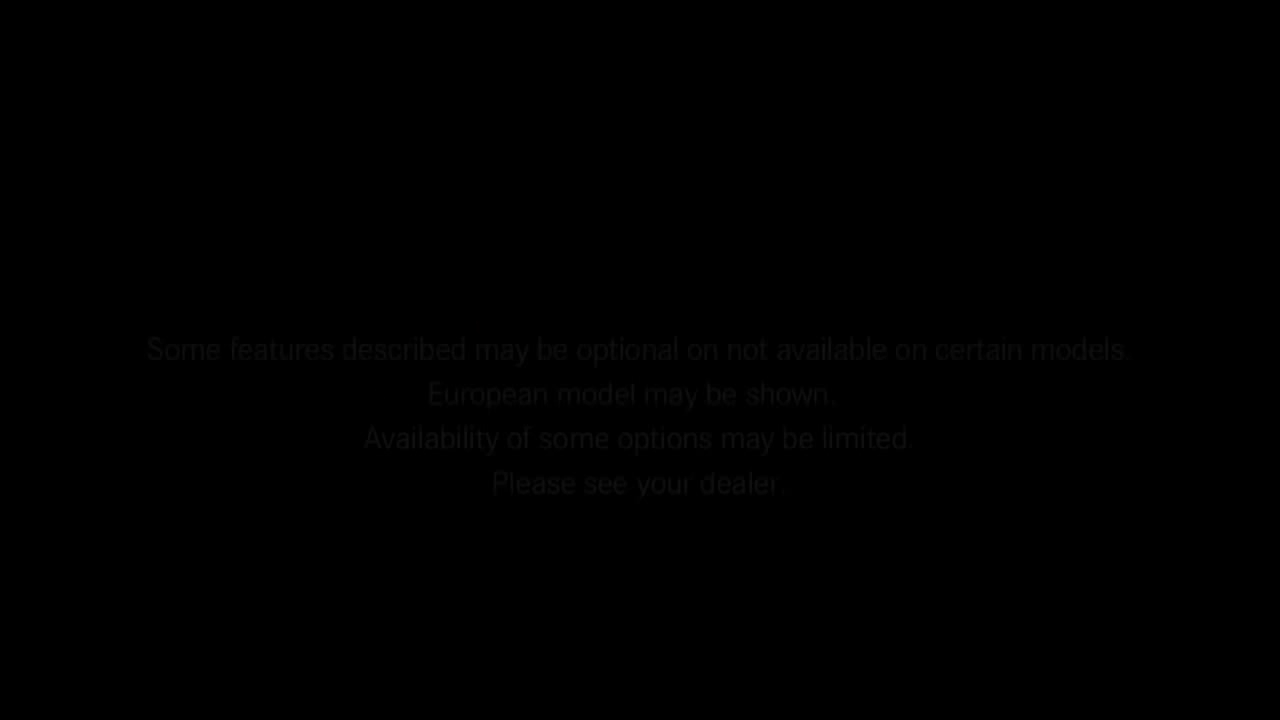 Some features described may be optional on not available on certain models.
European model may be shown.
Availability of some options may be limited.
Please see your dealer.